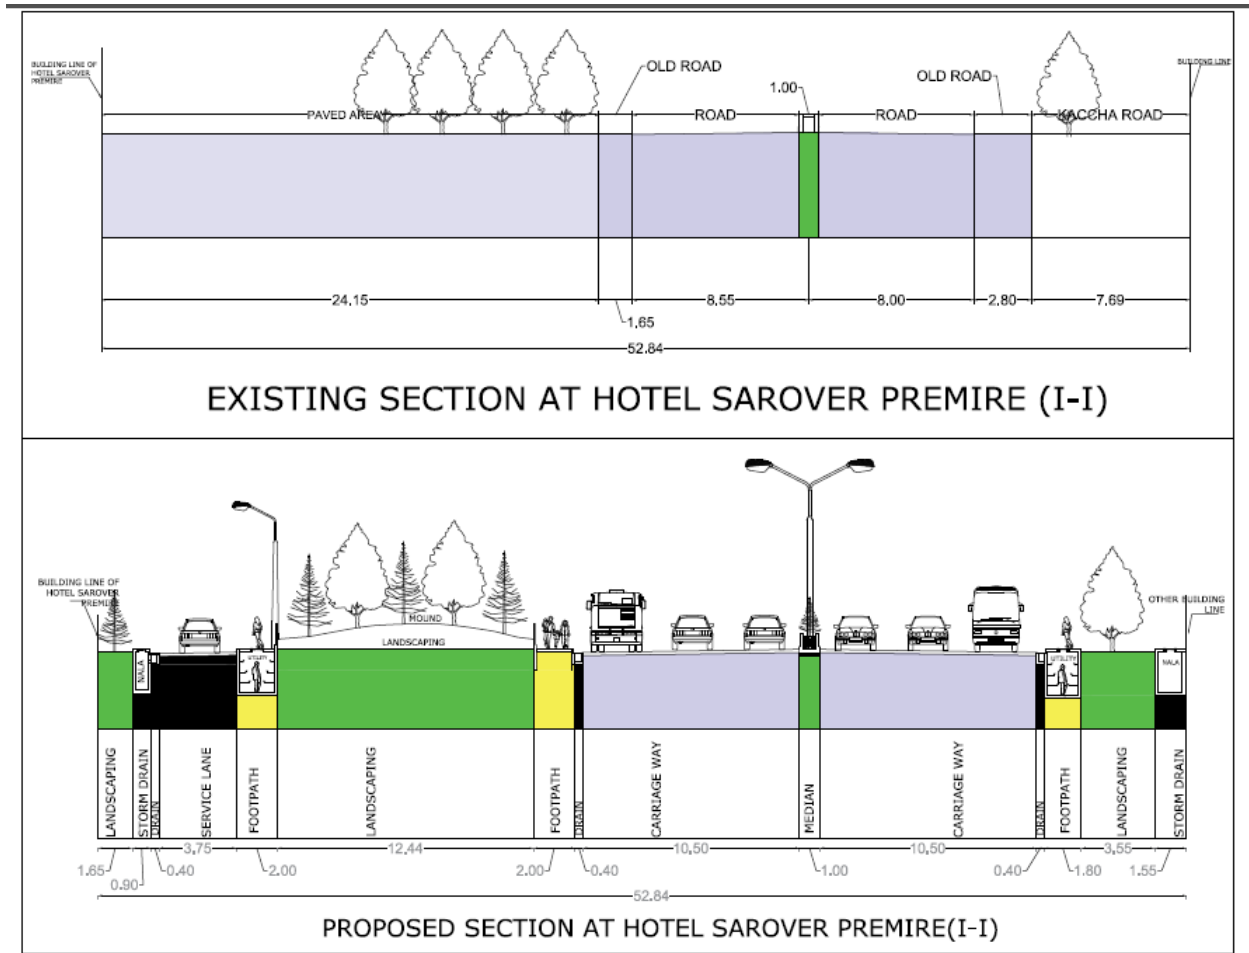 BUILDING LINE OF
HOTEL SAROVER
PREMIRE
OLD ROAD
1.00
OLD ROAD
BUILDING LINE
PAVED AREA
ROAD
ROAD
KACCHA ROAD
24.15
8.55
8.00
2.80
7.69
1.65
52.84
EXISTING SECTION AT HOTEL SAROVER PREMIRE (I-I)
BUILDING LINE OF
HOTEL SAROVER
PREMIRE
MOUND
LANDSCAPING
OTHER BUILDING
LINE
NALA
UTILITY
UTILITY
NALA
LANDSCAPING
STORM DRAIN
DRAIN
SERVICE LANE
FOOTPATH
LANDSCAPING
FOOTPATH
DRAIN
CARRIAGE WAY
MEDIAN
CARRIAGE WAY
DRAIN
FOOTPATH
LANDSCAPING
STORM DRAIN
3.75
12.44
10.50
10.50
3.55
1.65
0.90
0.40
2.00
2.00
0.40
1.00
0.40
1.80
1.55
52.84
PROPOSED SECTION AT HOTEL SAROVER PREMIRE(I-I)